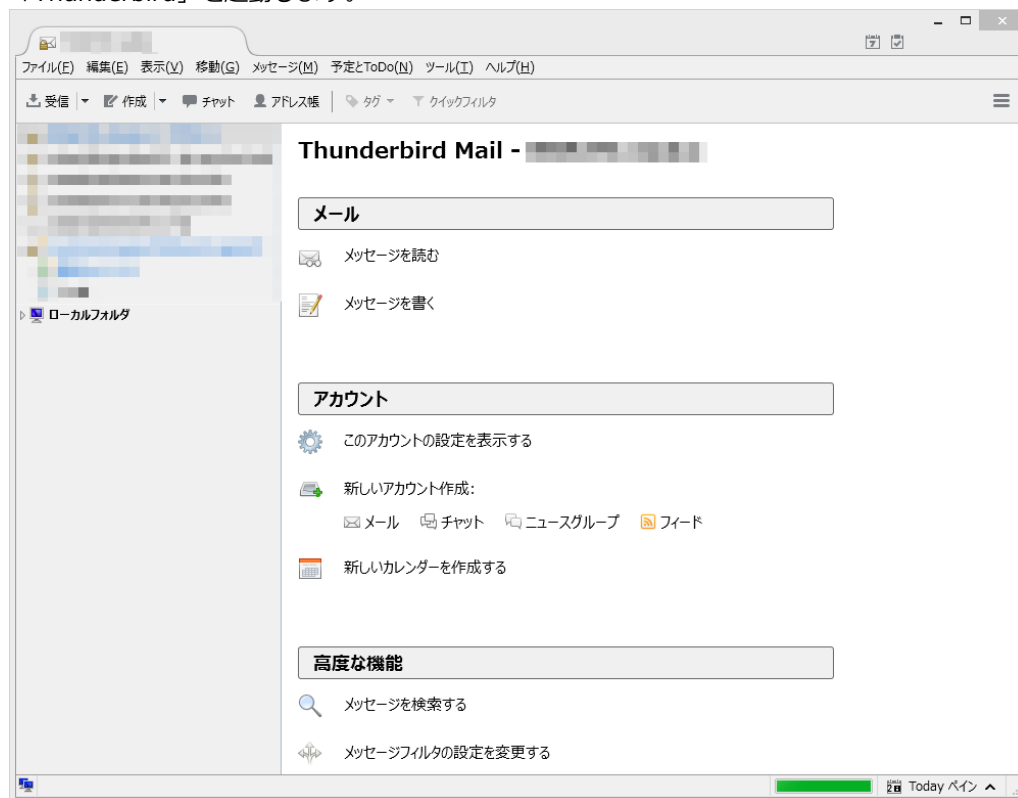 「Thunderbird」を起動します。
ファイル(F) 編集(E) 表示(V) 移動(G) メッセージ(M) 予定とToDo(N) ツール(T) ヘルプ(H)
受信 作成 チャット アドレス帳 タグ クイックフィルタ
Thunderbird Mail -
メール
メッセージを読む
メッセージを書く
ローカルフォルダ
アカウント
このアカウントの設定を表示する
新しいアカウント作成:
メール チャット ニュースグループ フィード
新しいカレンダーを作成する
高度な機能
メッセージを検索する
メッセージフィルタの設定を変更する
Today ペイン